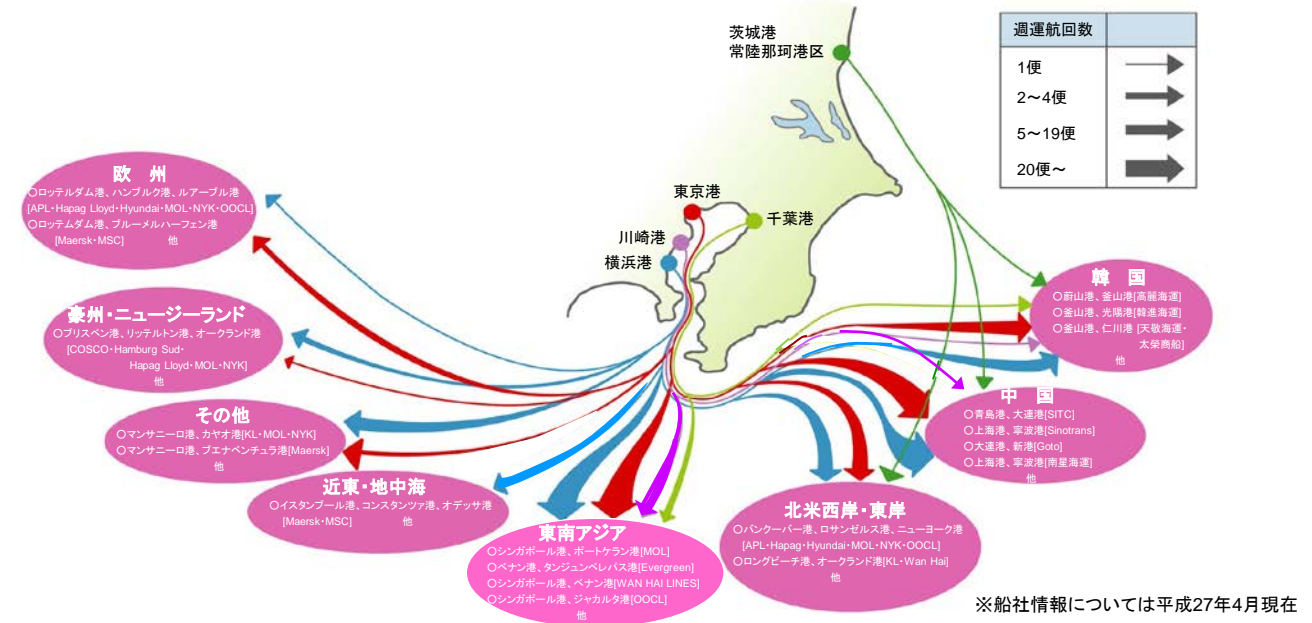 茨城港
常陸那珂港区
週運航回数
1便
2～4便
5～19便
20便～
東京港
千葉港
川崎港
横浜港
欧　州
○ロッテルダム港、ハンブルク港、ルアーブル港
[APL・Hapag Lloyd・Hyundai・MOL・NYK・OOCL]
○ロッテムダム港、ブルーメルハーフェン港
[Maersk・MSC]　他
豪州・ニュージーランド
○ブリスベン港、リッテルトン港、オークランド港
[COSCO・Hamburg Sud・
Hapag Lloyd・MOL・NYK]
他
その他
○マンサニーロ港、カヤオ港[KL・MOL・NYK]
○マンサニーロ港、ブエナベンチュラ港[Maersk]
他
近東・地中海
○イスタンブール港、コンスタンツァ港、オデッサ港
[Maersk・MSC]　他
東南アジア
○シンガポール港、ポートケラン港[MOL]
○ペナン港、タンジュンペレパス港[Evergreen]
○シンガポール港、ペナン港[WAN HAI LINES]
○シンガポール港、ジャカルタ港[OOCL]
他
北米西岸・東岸
○バンクーバー港、ロサンゼルス港、ニューヨーク港
[APL・Hapag・Hyundai・MOL・NYK・OOCL]
○ロングビーチ港、オークランド港[KL・Wan Hai]
他
中　国
○青島港、大連港[SITC]
○上海港、寧波港[Sinotrans]
○大連港、新港[Goto]
○上海港、寧波港[南星海運]
他
韓　国
○蔚山港、釜山港[高麗海運]
○釜山港、光陽港[韓進海運]
○釜山港、仁川港 [天敬海運・
太榮商船]
他
※船社情報については平成27年4月現在